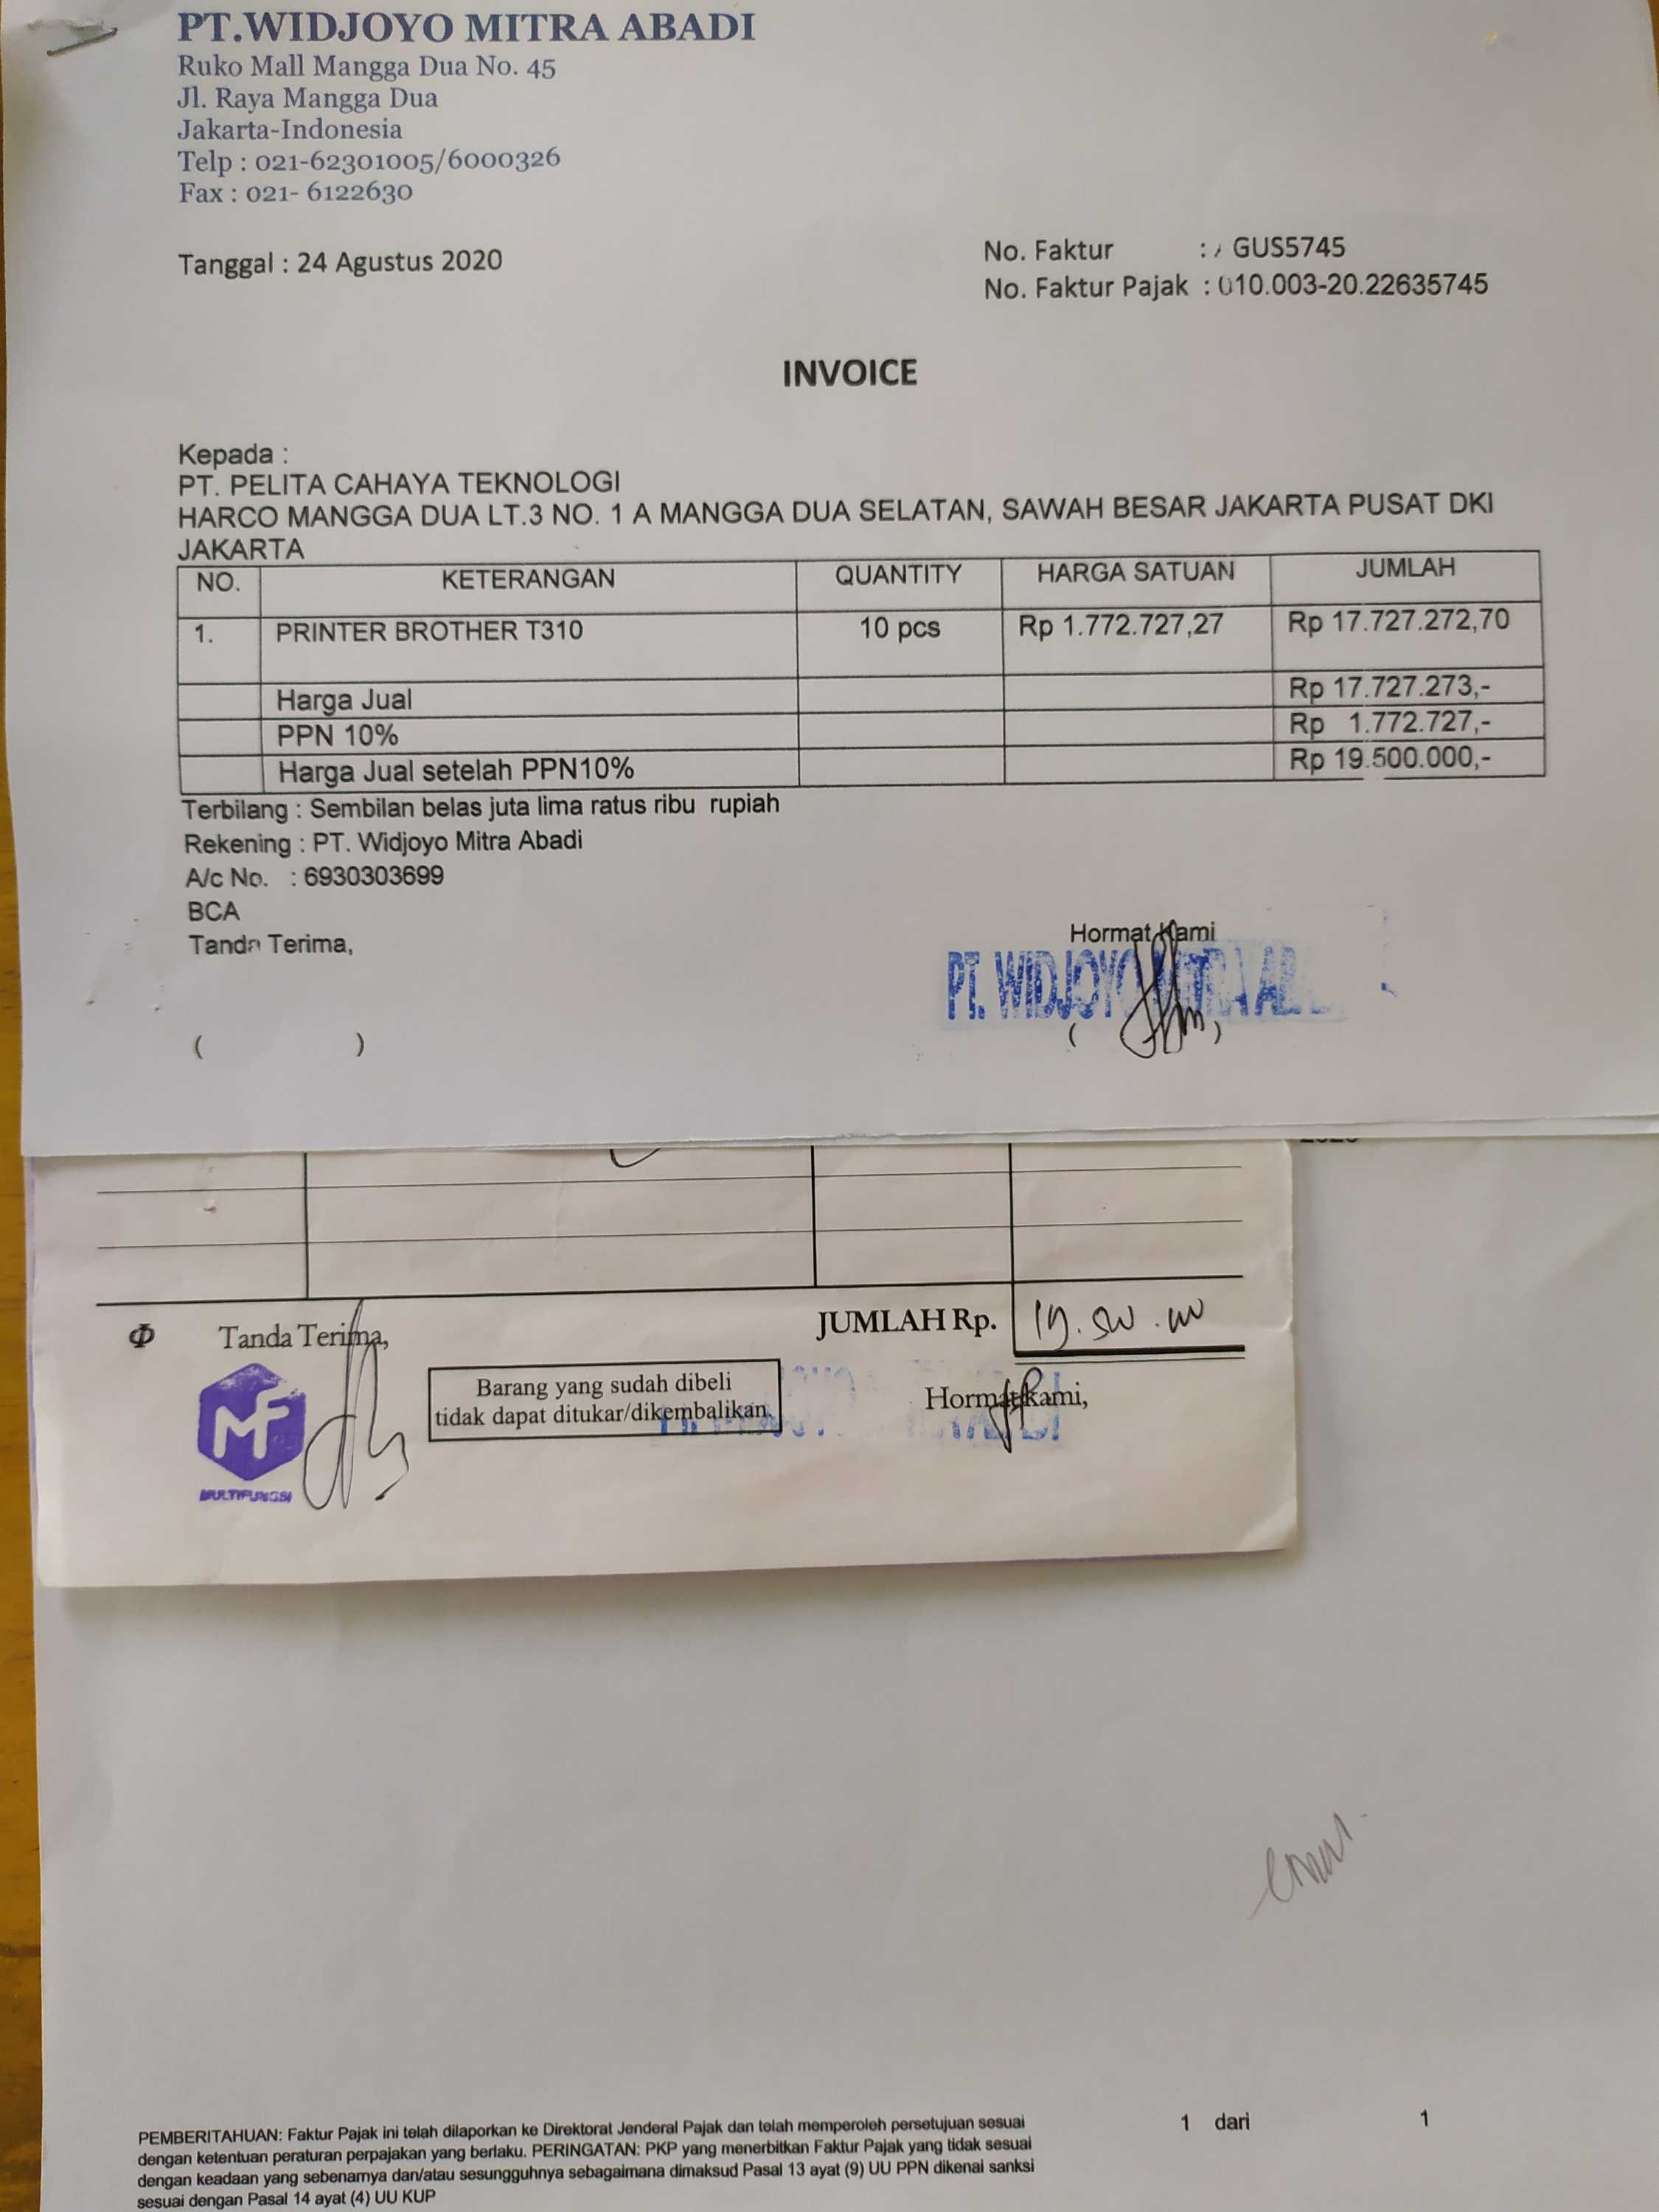 PT.WIDJOYO MITRA ABADI
Ruko Mall Mangga Dua No. 45
Jl. Raya Mangga Dua
Jakarta-Indonesia
Telp : 021-62301005/6000326
Fax : 021- 6122630
Tanggal : 24 Agustus 2020
No. Faktur : GUS5745
No. Faktur Pajak : 010.003-20.22635745
INVOICE
Kepada :
PT. PELITA CAHAYA TEKNOLOGI
HARCO MANGGA DUA LT.3 NO. 1 A MANGGA DUA SELATAN, SAWAH BESAR JAKARTA PUSAT DKI
JAKARTA
NO. KETERANGAN QUANTITY HARGA SATUAN JUMLAH
1. PRINTER BROTHER T310 10 pcs Rp 1.772.727,27 Rp 17.727.272,70
Harga Jual Rp 17.727.273,-
PPN 10% Rp 1.772.727,-
Harga Jual setelah PPN10% Rp 19.500.000,-
Terbilang : Sembilan belas juta lima ratus ribu rupiah
Rekening : PT. Widjoyo Mitra Abadi
A/c No. : 6930303699
BCA
Tanda Terima,
Hormat Kami
PT. WIDJOYO MITRA
( )
( )
Tanda Terima,
JUMLAH Rp.
MF
MULTIFUNGSI
Barang yang sudah dibeli
tidak dapat ditukar/dikembalikan.
Hormat kami,
PEMBERITAHUAN: Faktur Pajak ini telah dilaporkan ke Direktorat Jenderal Pajak dan telah memperoleh persetujuan sesuai
dengan ketentuan peraturan perpajakan yang berlaku. PERINGATAN: PKP yang menerbitkan Faktur Pajak yang tidak sesuai
dengan keadaan yang sebenarnya dan/atau sesungguhnya sebagaimana dimaksud Pasal 13 ayat (9) UU PPN dikenai sanksi
sesuai dengan Pasal 14 ayat (4) UU KUP
1 dari 1